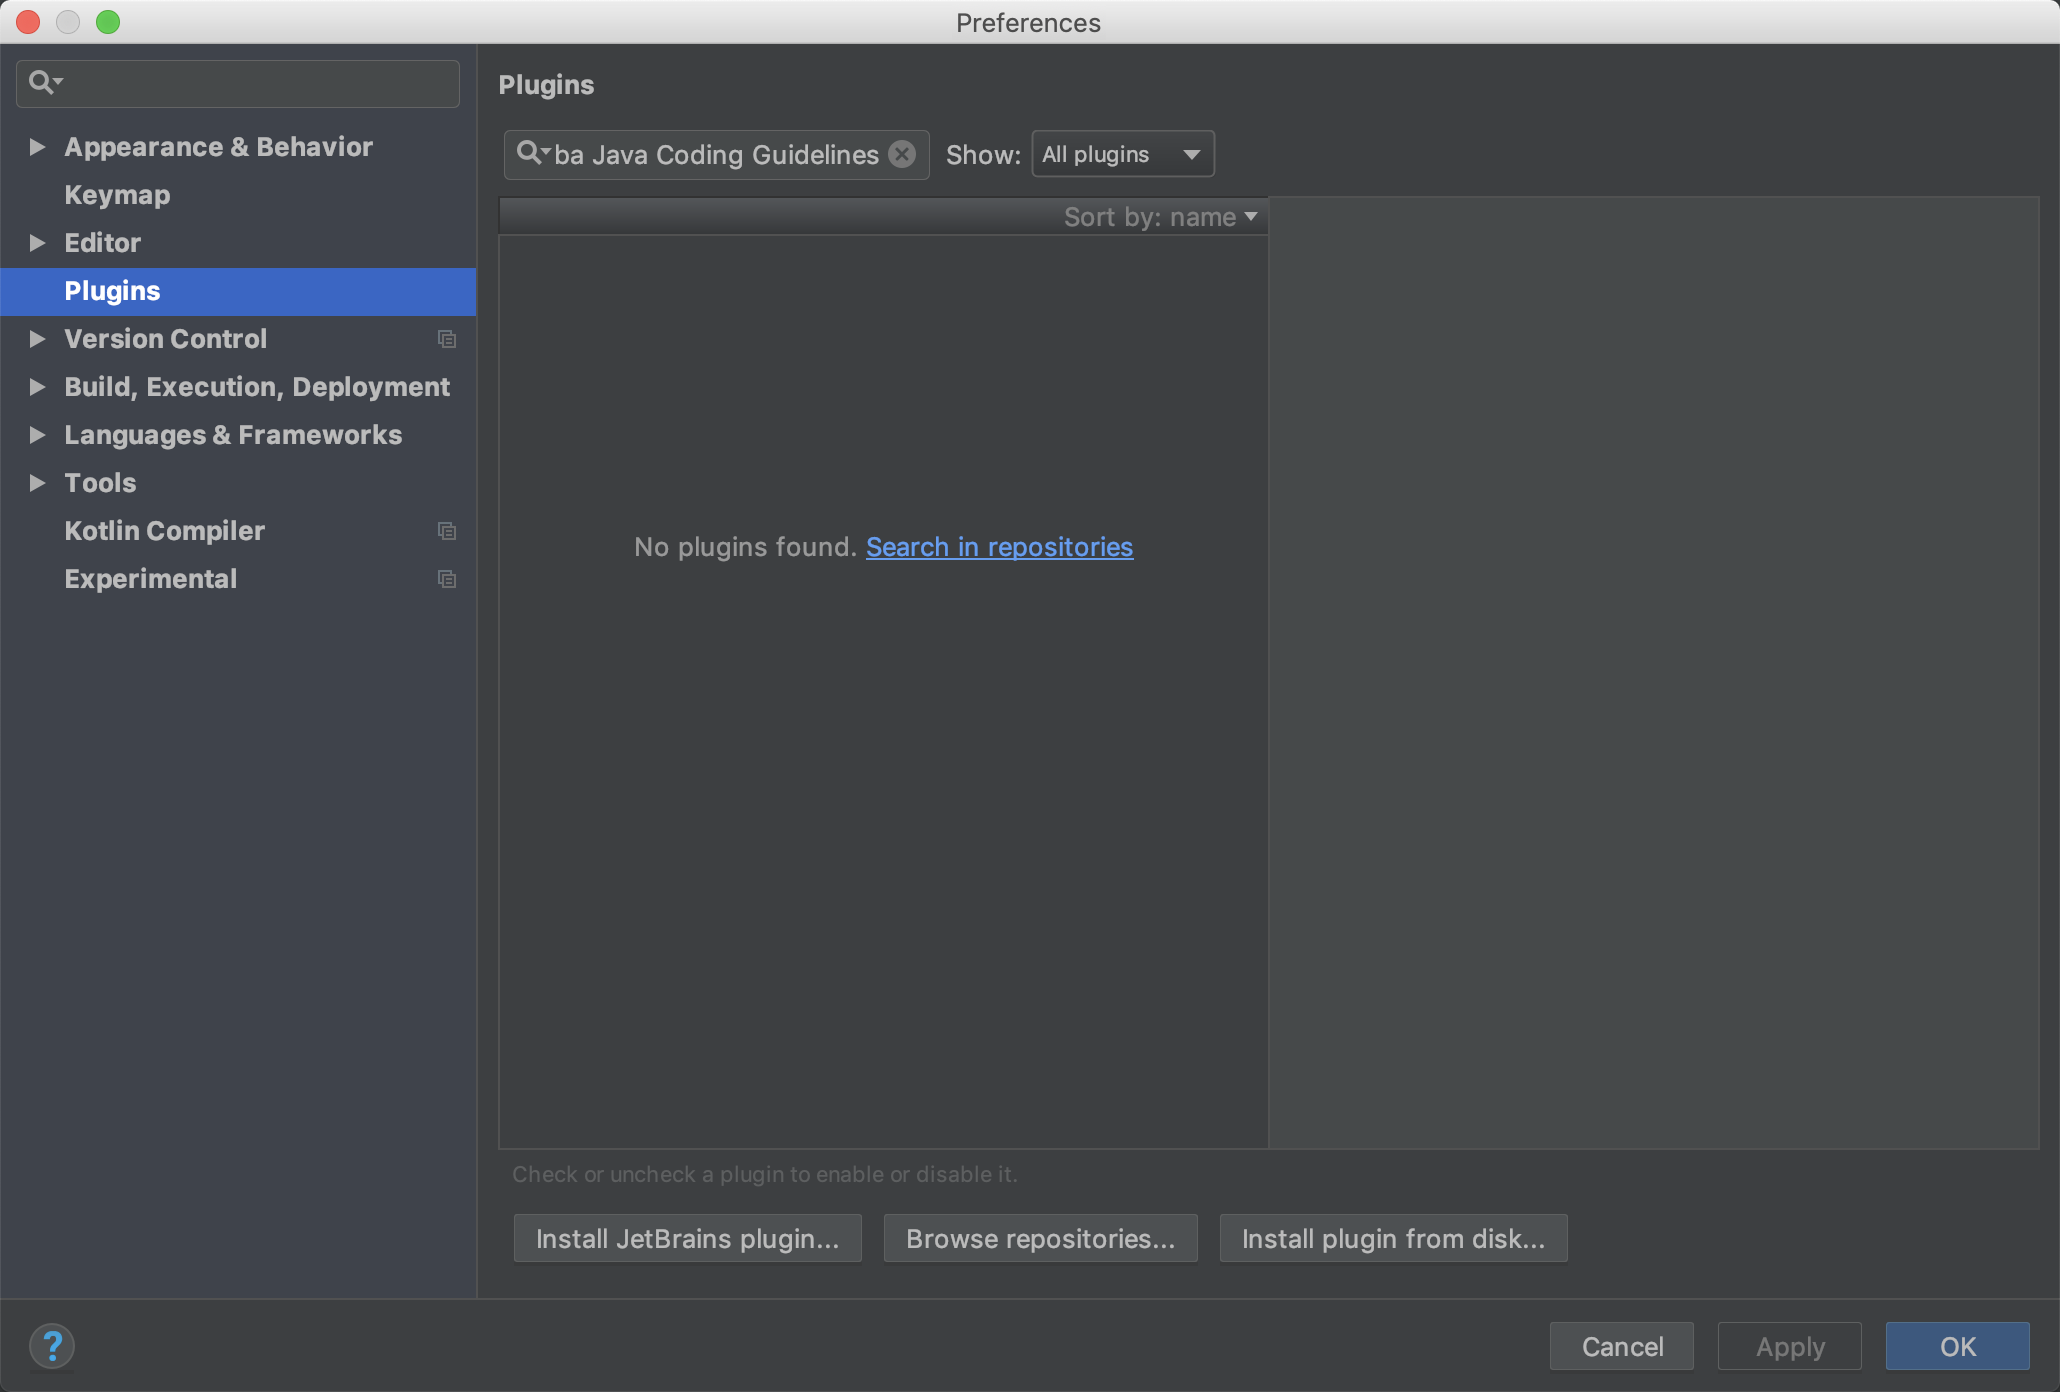 Preferences
Appearance & Behavior
Keymap
Editor
Plugins
Version Control
Build, Execution, Deployment
Languages & Frameworks
Tools
Kotlin Compiler
Experimental
Plugins
ba Java Coding Guidelines Show: All plugins
Sort by: name
No plugins found. Search in repositories
Check or uncheck a plugin to enable or disable it.
Install JetBrains plugin... Browse repositories... Install plugin from disk...
? Cancel Apply OK